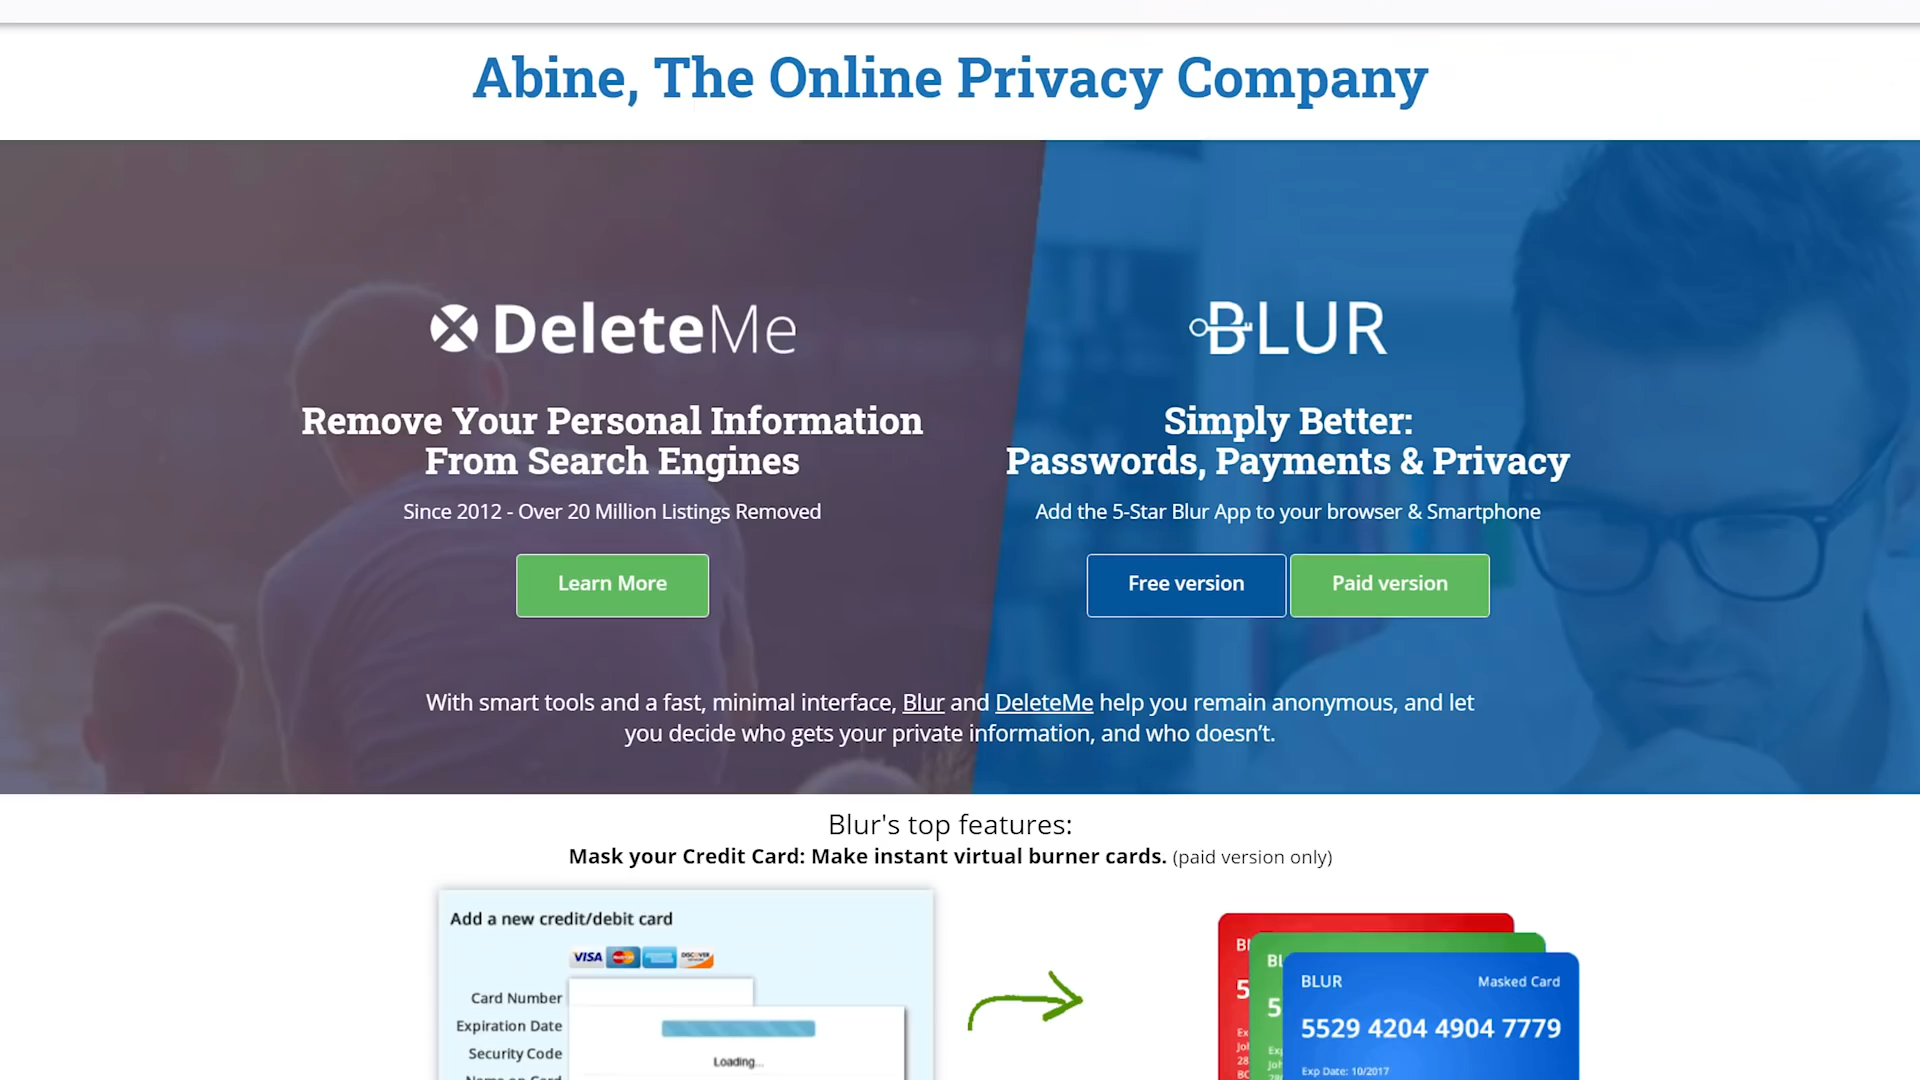 Abine, The Online Privacy Company
DeleteMe
Remove Your Personal Information
From Search Engines
Since 2012 - Over 20 Million Listings Removed
Learn More
BLUR
Simply Better:
Passwords, Payments & Privacy
Add the 5-Star Blur App to your browser & Smartphone
Free version
Paid version
With smart tools and a fast, minimal interface, Blur and DeleteMe help you remain anonymous, and let
you decide who gets your private information, and who doesn't.
Blur's top features:
Mask your Credit Card: Make instant virtual burner cards. (paid version only)
Add a new credit/debit card
VISA DISCOVER
Card Number
Expiration Date
Security Code
Loading...
BLUR Masked Card
5529 4204 4904 7779
Exp Date: 10/2017